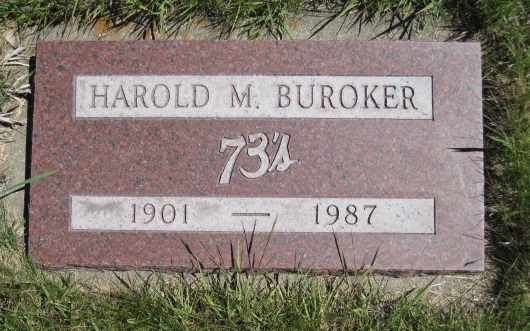 HAROLD M. BUROKER
73's
1901 — 1987